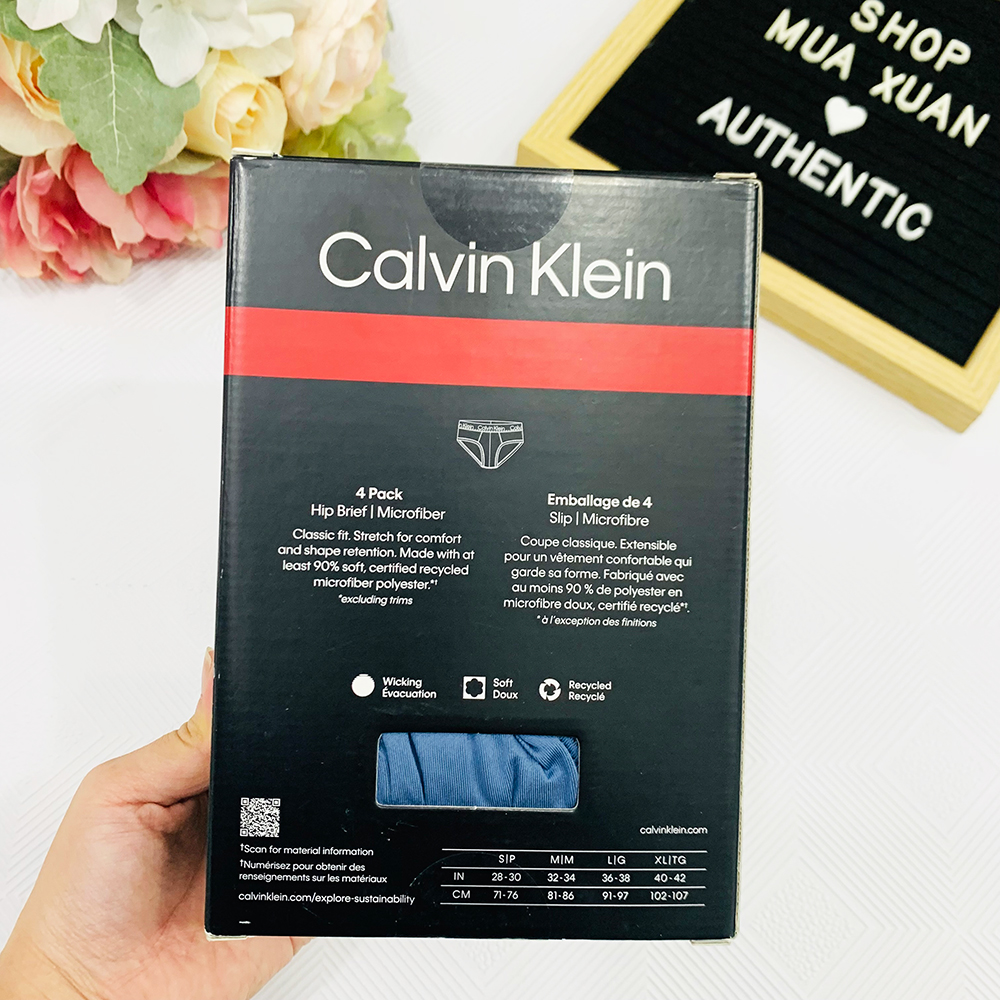 SHOP
MUA XUAN
AUTHENTIC
Calvin Klein
Calvin Klein
4 Pack
Hip Brief | Microfiber
Classic fit. Stretch for comfort
and shape retention. Made with at
least 90% soft, certified recycled
microfiber polyester.*†
*excluding trims
Emballage de 4
Slip | Microfibre
Coupe classique. Extensible
pour un vêtement confortable qui
garde sa forme. Fabriqué avec
au moins 90 % de polyester en
microfibre doux, certifié recyclé*†.
*à l'exception des finitions
Wicking
Évacuation
Soft
Doux
Recycled
Recyclé
†Scan for material information
†Numérisez pour obtenir des
renseignements sur les matériaux
calvinklein.com/explore-sustainability
calvinklein.com
S|P M|M L|G XL|TG
IN 28-30 32-34 36-38 40-42
CM 71-76 81-86 91-97 102-107